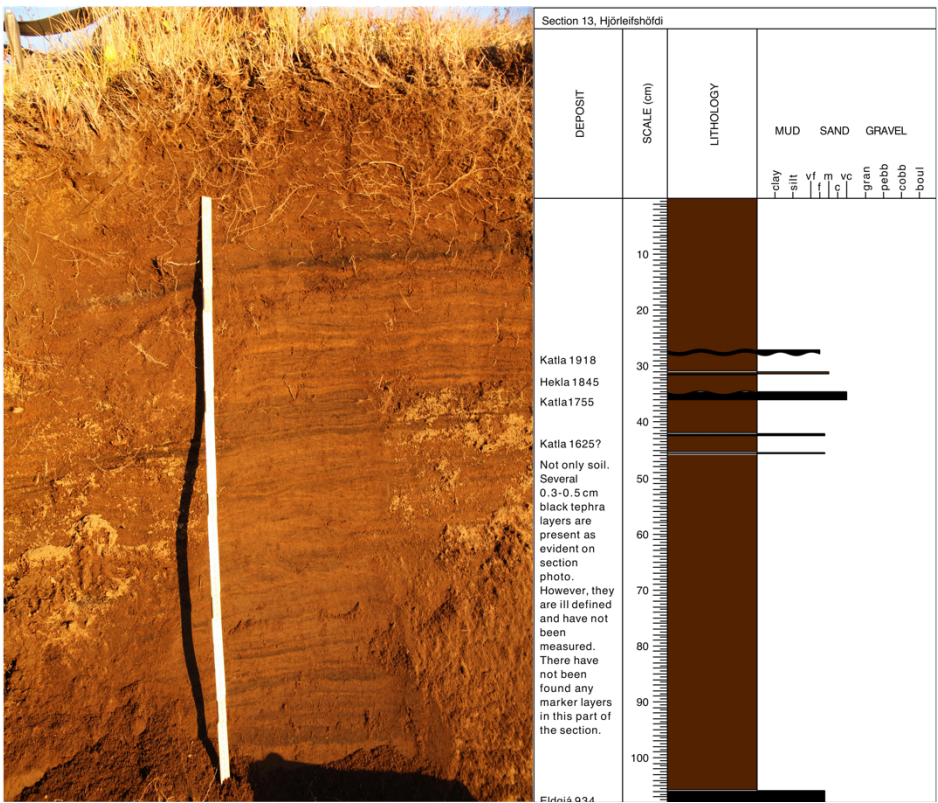 Section 13, Hjörleifshöfdi
DEPOSIT
SCALE (cm)
LITHOLOGY
MUD SAND GRAVEL
clay
silt
vf
f
m
c
vc
gran
pebb
cobb
boul
10
20
30
40
50
60
70
80
90
100
Katla 1918
Hekla 1845
Katla1755
Katla 1625?
Not only soil.
Several
0.3-0.5 cm
black tephra
layers are
present as
evident on
section
photo.
However, they
are ill defined
and have not
been
measured.
There have
not been
found any
marker layers
in this part of
the section.
Eldgjá 934